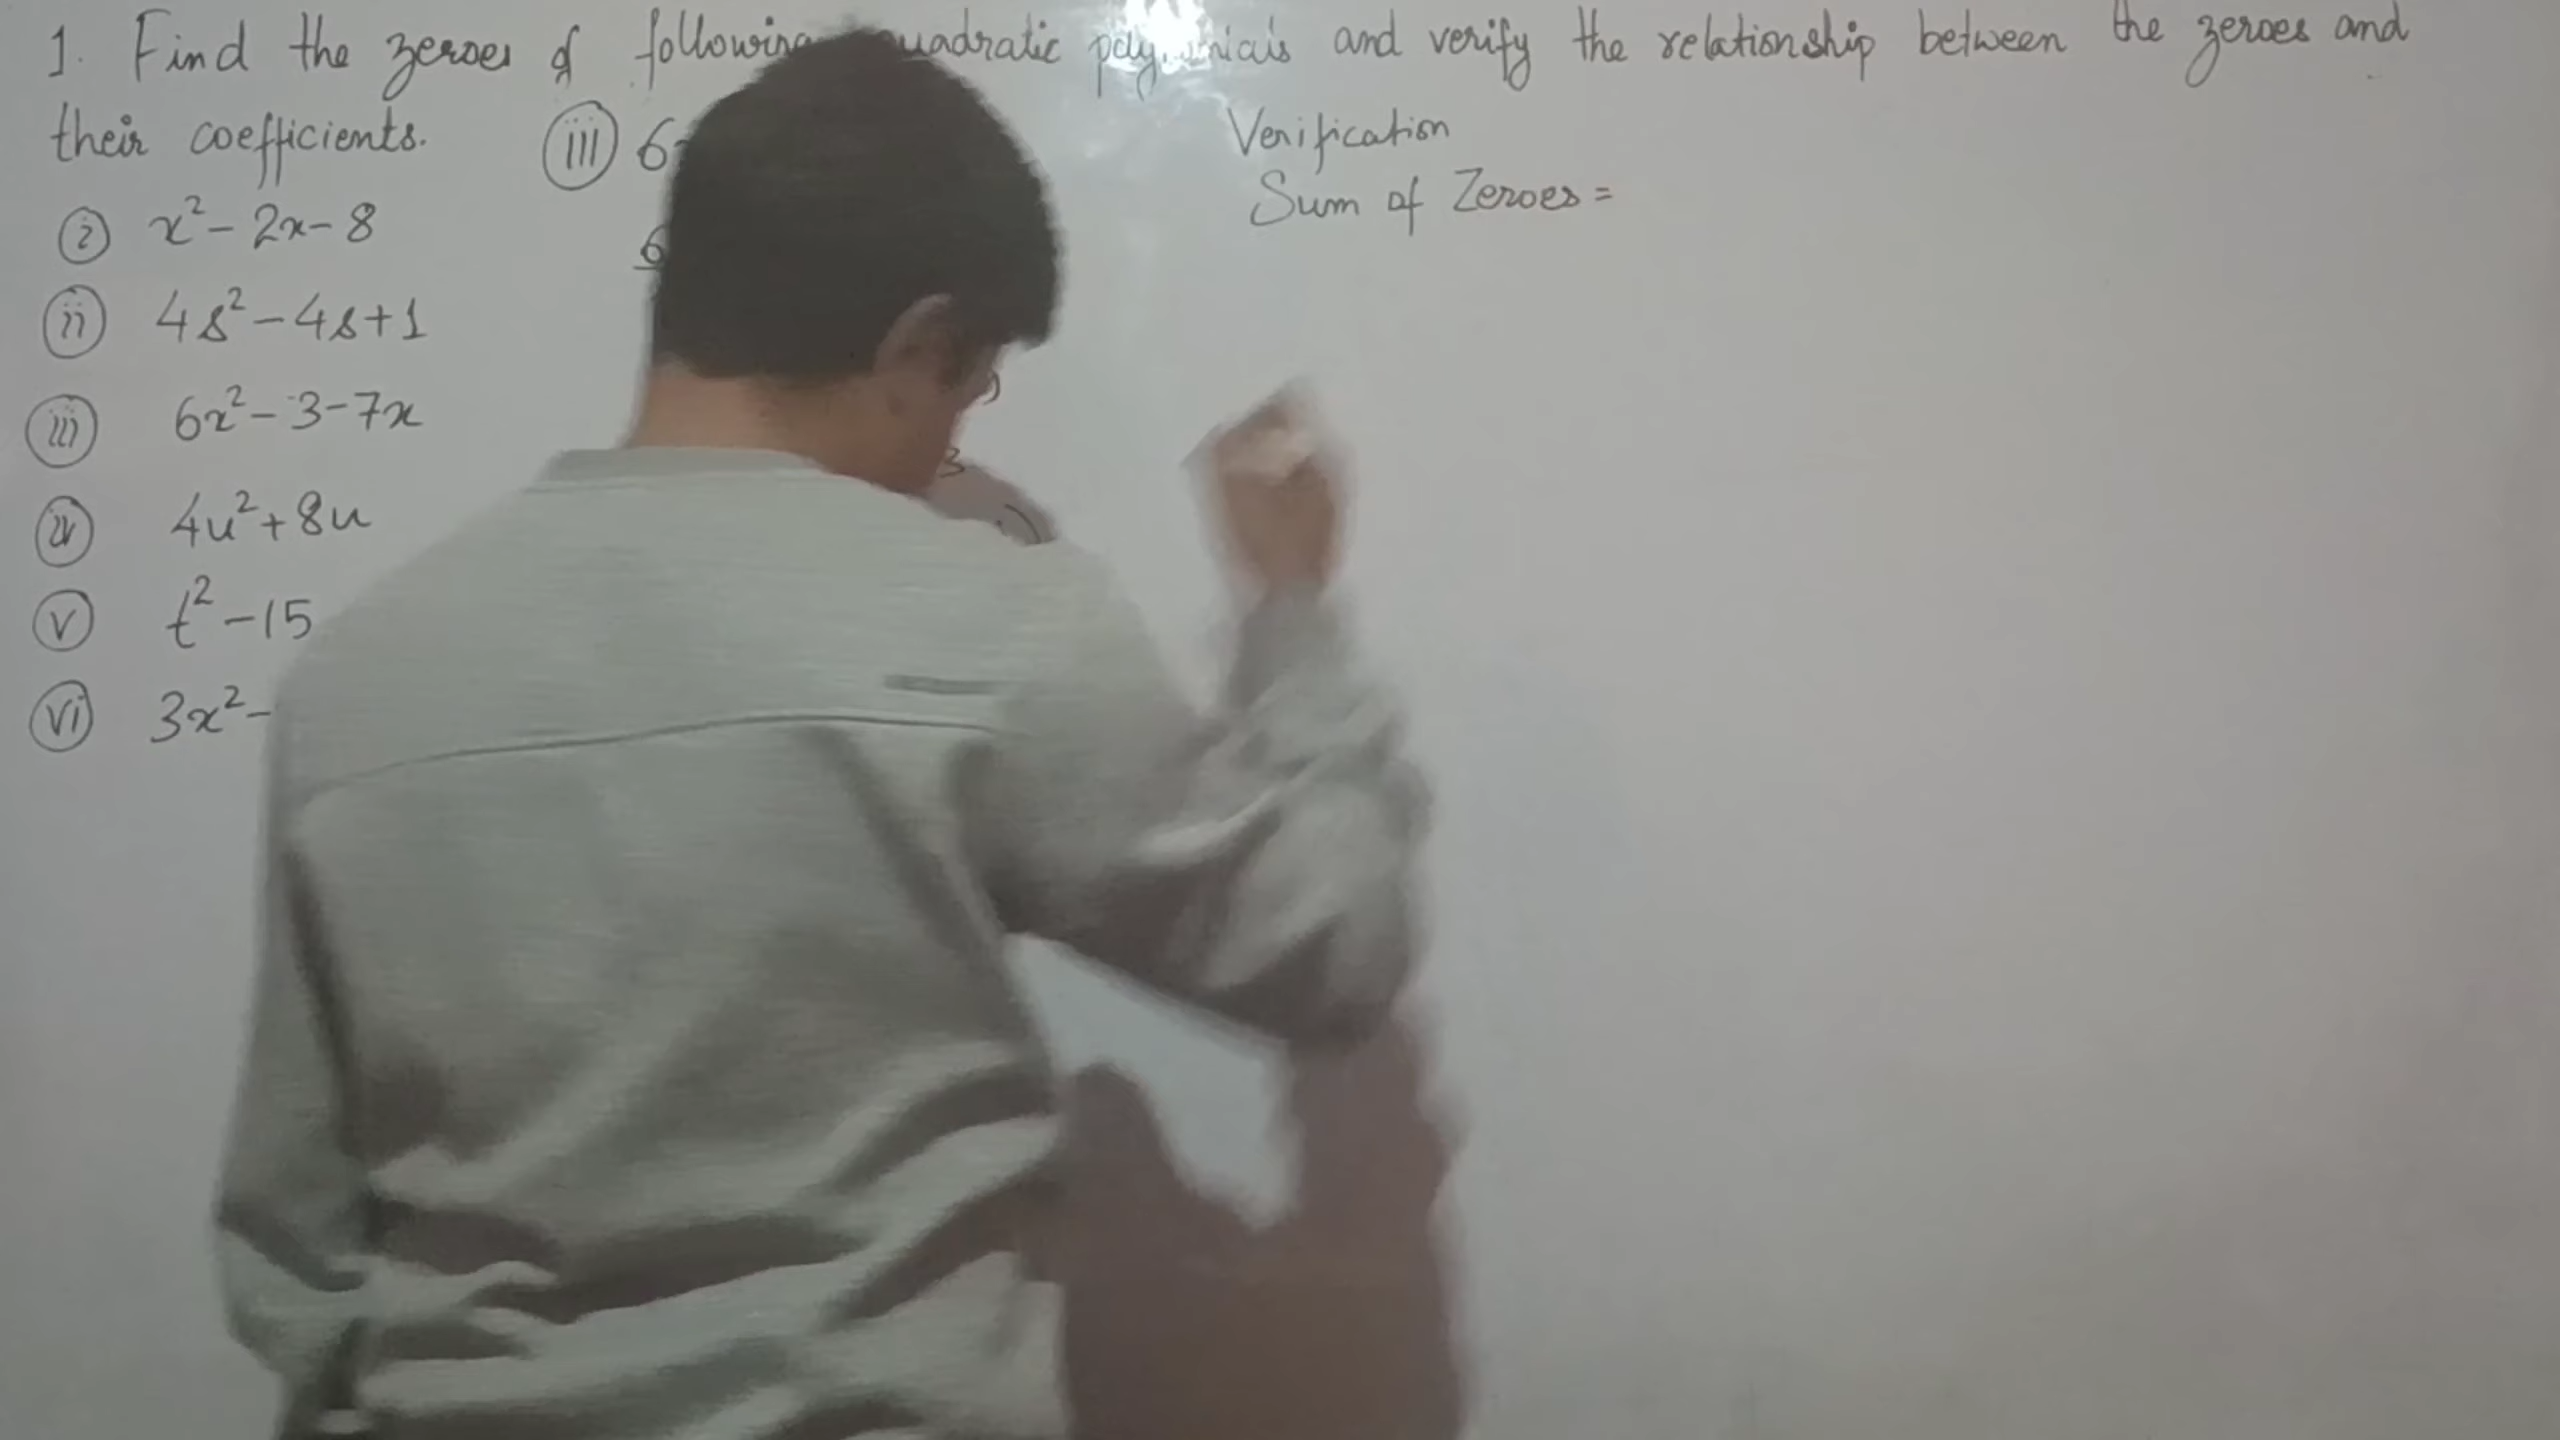 1. Find the zeroes of following quadratic polynomials and verify the relationship between the zeroes and
their coefficients.
(i) x² - 2x - 8
(ii) 4s² - 4s + 1
(iii) 6x² - 3 - 7x
(iv) 4u² + 8u
(v) t² - 15
(vi) 3x² -
(iii) 6
6
3
Verification
Sum of Zeroes =